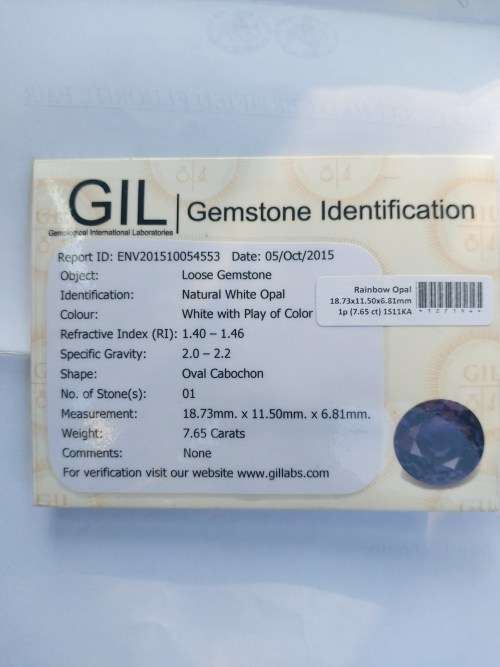 GIL Gemstone Identification
Gemological International Laboratories
Report ID: ENV201510054553 Date: 05/Oct/2015
Object: Loose Gemstone
Identification: Natural White Opal
Colour: White with Play of Color
Refractive Index (RI): 1.40 – 1.46
Specific Gravity: 2.0 – 2.2
Shape: Oval Cabochon
No. of Stone(s): 01
Measurement: 18.73mm. x 11.50mm. x 6.81mm.
Weight: 7.65 Carats
Comments: None
For verification visit our website www.gillabs.com
Rainbow Opal
18.73x11.50x6.81mm
1p (7.65 ct) 1S11KA